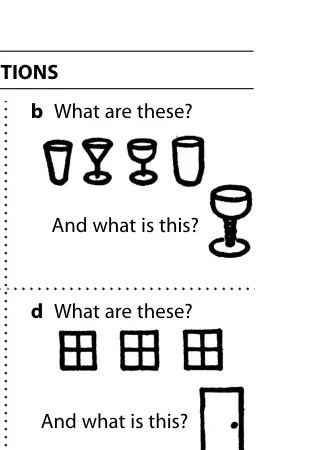 TIONS
b What are these?
And what is this?
d What are these?
And what is this?